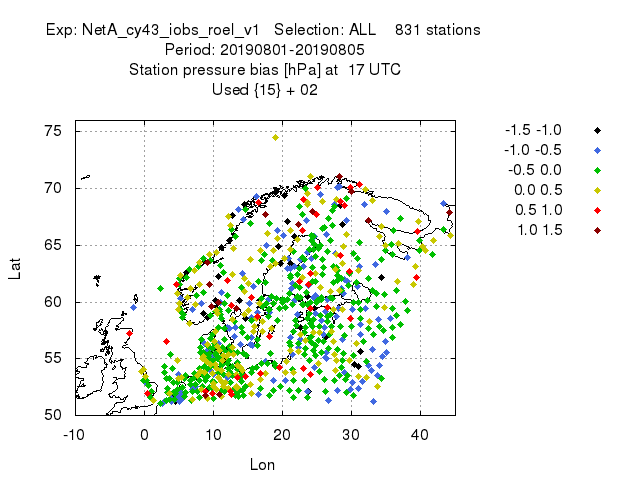 Exp: NetA_cy43_iobs_roel_v1 Selection: ALL 831 stations
Period: 20190801-20190805
Station pressure bias [hPa] at 17 UTC
Used {15} + 02
75
70
65
60
55
50
Lat
-10 0 10 20 30 40
Lon
-1.5 -1.0
-1.0 -0.5
-0.5 0.0
0.0 0.5
0.5 1.0
1.0 1.5